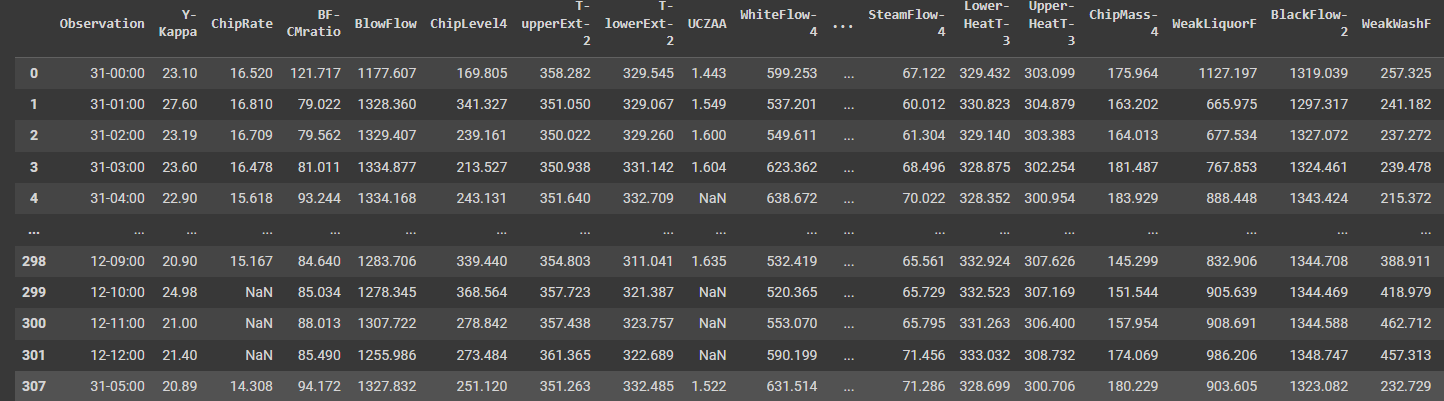 Observation Y-Kappa ChipRate BF-CMratio BlowFlow ChipLevel4 T-upperExt-2 T-lowerExt-2 UCZAA WhiteFlow-4 ... SteamFlow-4 Lower-HeatT-3 Upper-HeatT-3 ChipMass-4 WeakLiquorF BlackFlow-2 WeakWashF
0 31-00:00 23.10 16.520 121.717 1177.607 169.805 358.282 329.545 1.443 599.253 ... 67.122 329.432 303.099 175.964 1127.197 1319.039 257.325
1 31-01:00 27.60 16.810 79.022 1328.360 341.327 351.050 329.067 1.549 537.201 ... 60.012 330.823 304.879 163.202 665.975 1297.317 241.182
2 31-02:00 23.19 16.709 79.562 1329.407 239.161 350.022 329.260 1.600 549.611 ... 61.304 329.140 303.383 164.013 677.534 1327.072 237.272
3 31-03:00 23.60 16.478 81.011 1334.877 213.527 350.938 331.142 1.604 623.362 ... 68.496 328.875 302.254 181.487 767.853 1324.461 239.478
4 31-04:00 22.90 15.618 93.244 1334.168 243.131 351.640 332.709 NaN 638.672 ... 70.022 328.352 300.954 183.929 888.448 1343.424 215.372
... ... ... ... ... ... ... ... ... ... ... ... ... ... ... ... ... ... ...
298 12-09:00 20.90 15.167 84.640 1283.706 339.440 354.803 311.041 1.635 532.419 ... 65.561 332.924 307.626 145.299 832.906 1344.708 388.911
299 12-10:00 24.98 NaN 85.034 1278.345 368.564 357.723 321.387 NaN 520.365 ... 65.729 332.523 307.169 151.544 905.639 1344.469 418.979
300 12-11:00 21.00 NaN 88.013 1307.722 278.842 357.438 323.757 NaN 553.070 ... 65.795 331.263 306.400 157.954 908.691 1344.588 462.712
301 12-12:00 21.40 NaN 85.490 1255.986 273.484 361.365 322.689 NaN 590.199 ... 71.456 333.032 308.732 174.069 986.206 1348.747 457.313
307 31-05:00 20.89 14.308 94.172 1327.832 251.120 351.263 332.485 1.522 631.514 ... 71.286 328.699 300.706 180.229 903.605 1323.082 232.729